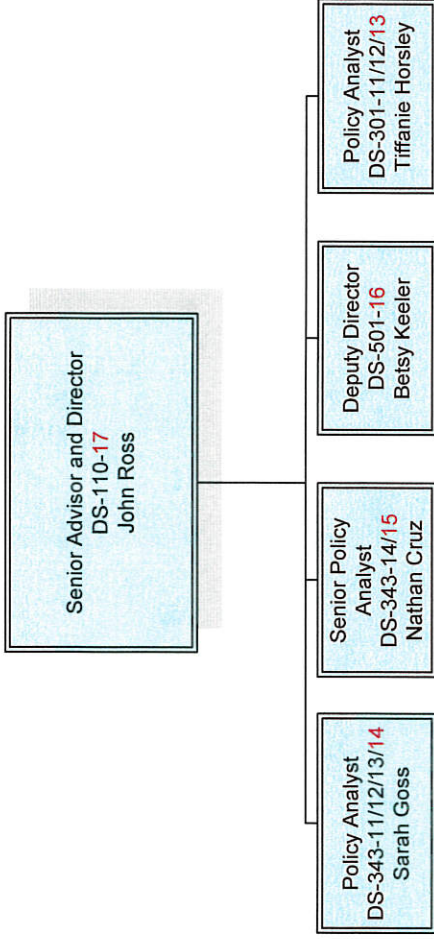 Senior Advisor and Director
DS-110-17
John Ross
Policy Analyst
DS-343-11/12/13/14
Sarah Goss
Senior Policy
Analyst
DS-343-14/15
Nathan Cruz
Deputy Director
DS-501-16
Betsy Keeler
Policy Analyst
DS-301-11/12/13
Tiffanie Horsley